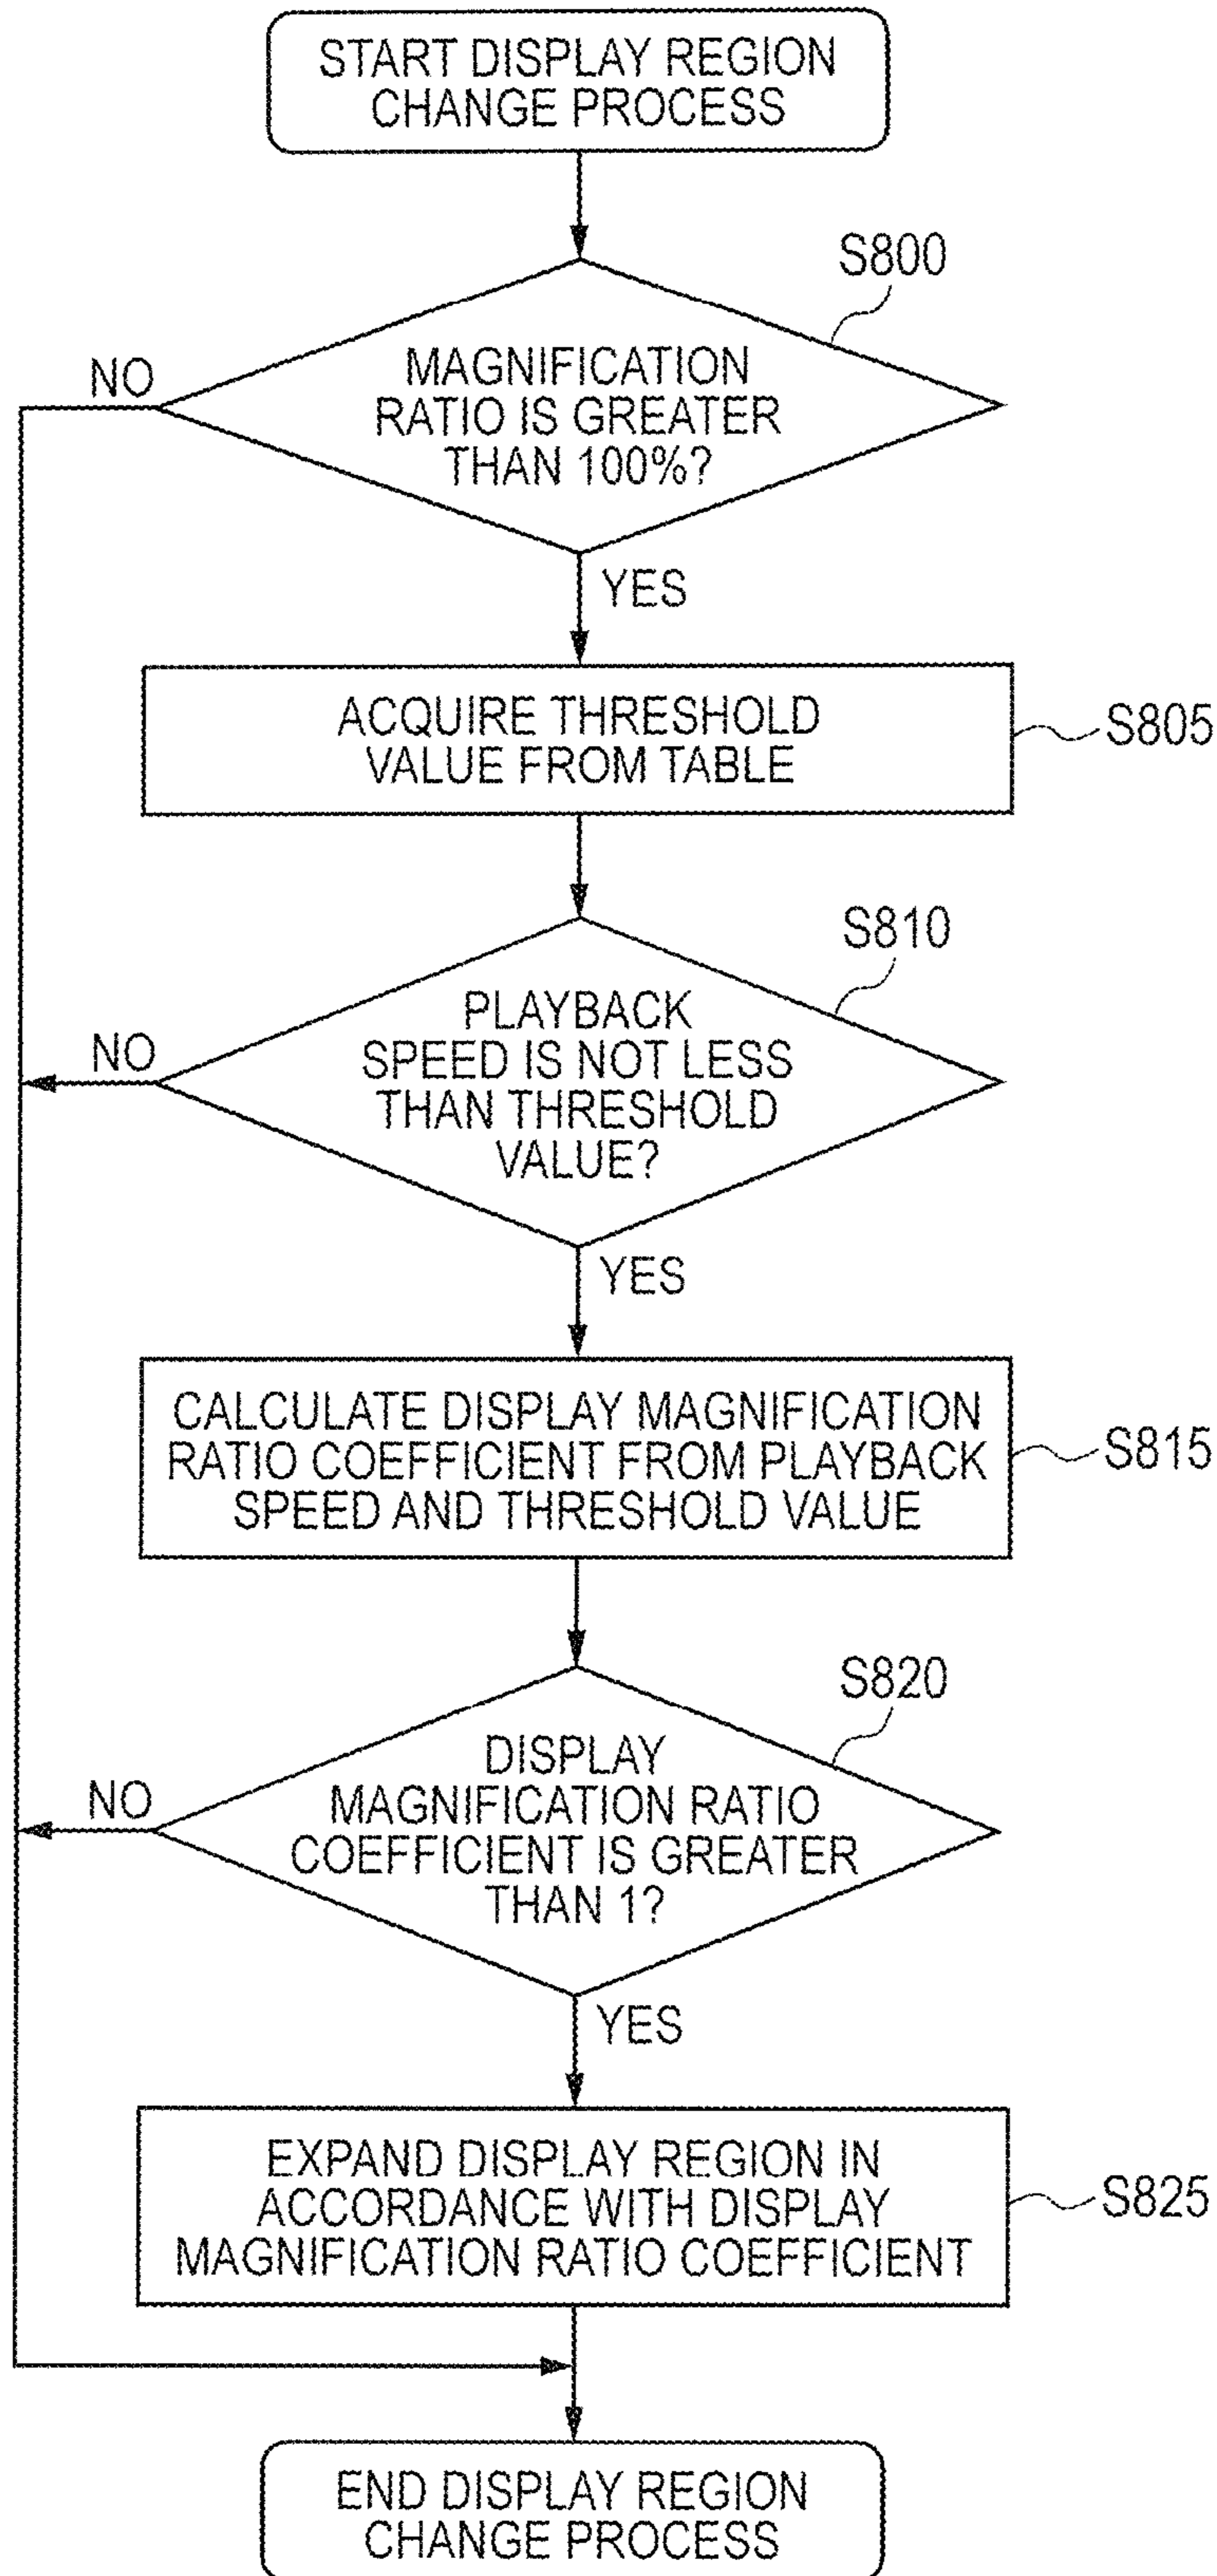 START DISPLAY REGION
CHANGE PROCESS
S800
NO
MAGNIFICATION
RATIO IS GREATER
THAN 100%?
YES
ACQUIRE THRESHOLD
VALUE FROM TABLE
S805
S810
NO
PLAYBACK
SPEED IS NOT LESS
THAN THRESHOLD
VALUE?
YES
CALCULATE DISPLAY MAGNIFICATION
RATIO COEFFICIENT FROM PLAYBACK
SPEED AND THRESHOLD VALUE
S815
S820
NO
DISPLAY
MAGNIFICATION RATIO
COEFFICIENT IS GREATER
THAN 1?
YES
EXPAND DISPLAY REGION IN
ACCORDANCE WITH DISPLAY
MAGNIFICATION RATIO COEFFICIENT
S825
END DISPLAY REGION
CHANGE PROCESS